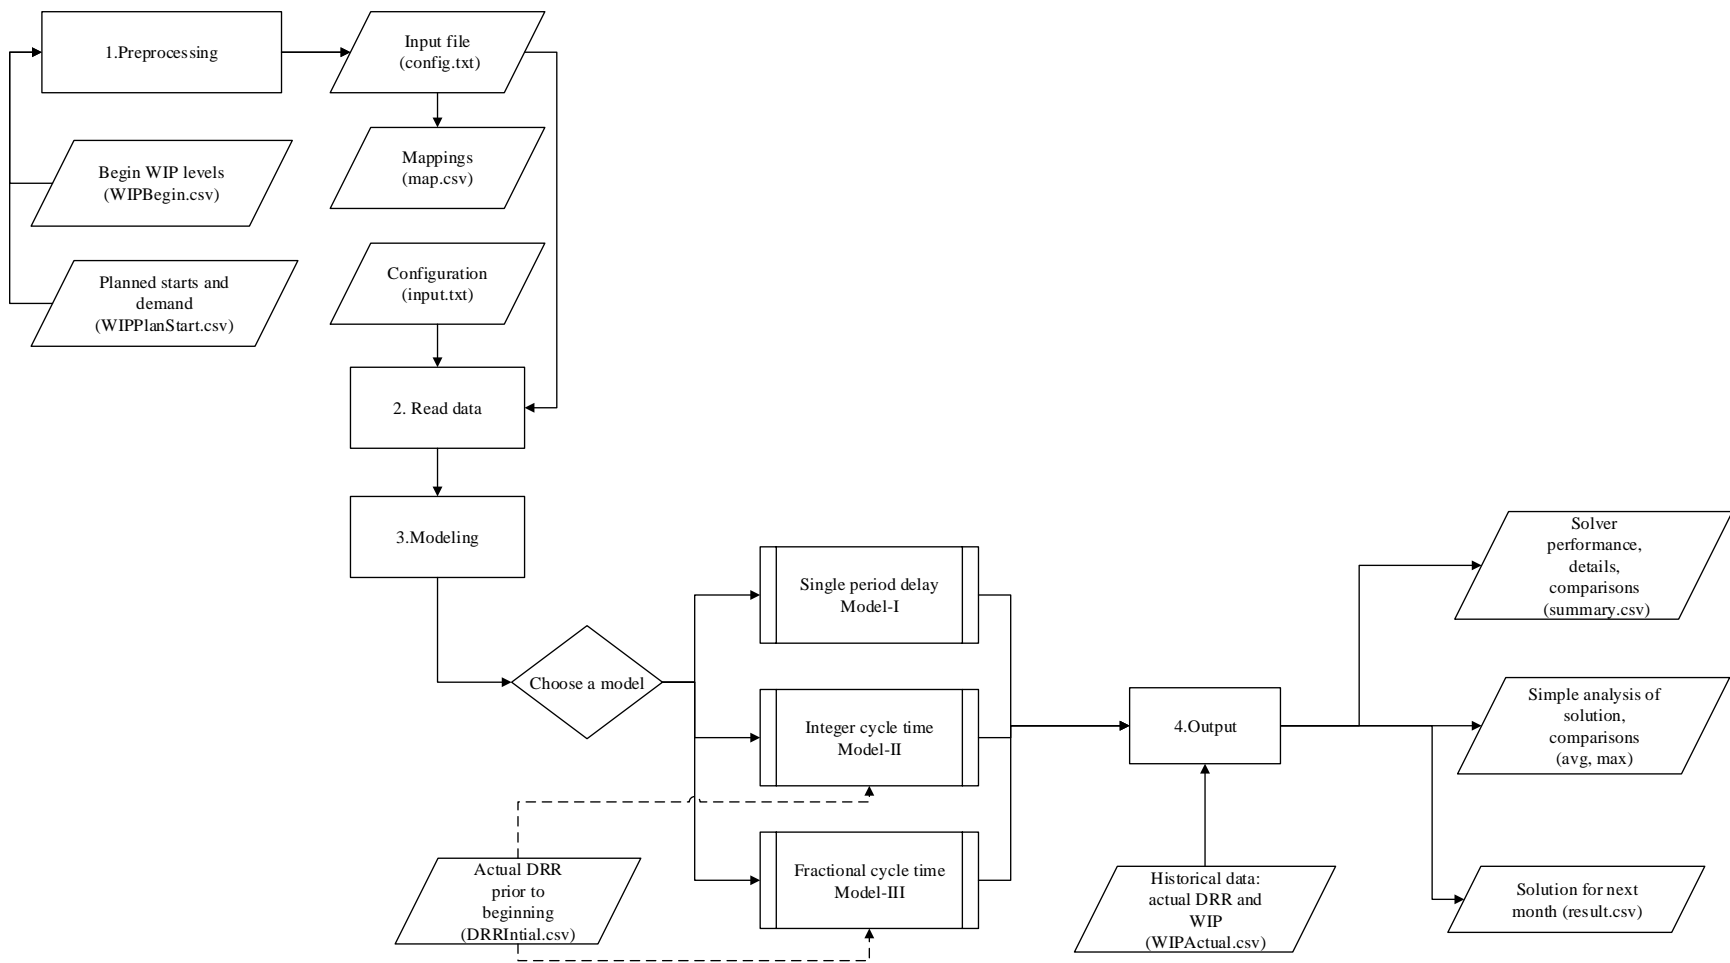 1.Preprocessing
Input file
(config.txt)
Begin WIP levels
(WIPBegin.csv)
Mappings
(map.csv)
Planned starts and
demand
(WIPPlanStart.csv)
Configuration
(input.txt)
2. Read data
3.Modeling
Choose a model
Single period delay
Model-I
Integer cycle time
Model-II
Fractional cycle time
Model-III
Actual DRR
prior to
beginning
(DRRIntial.csv)
4.Output
Historical data:
actual DRR and
WIP
(WIPActual.csv)
Solver
performance,
details,
comparisons
(summary.csv)
Simple analysis of
solution,
comparisons
(avg, max)
Solution for next
month (result.csv)